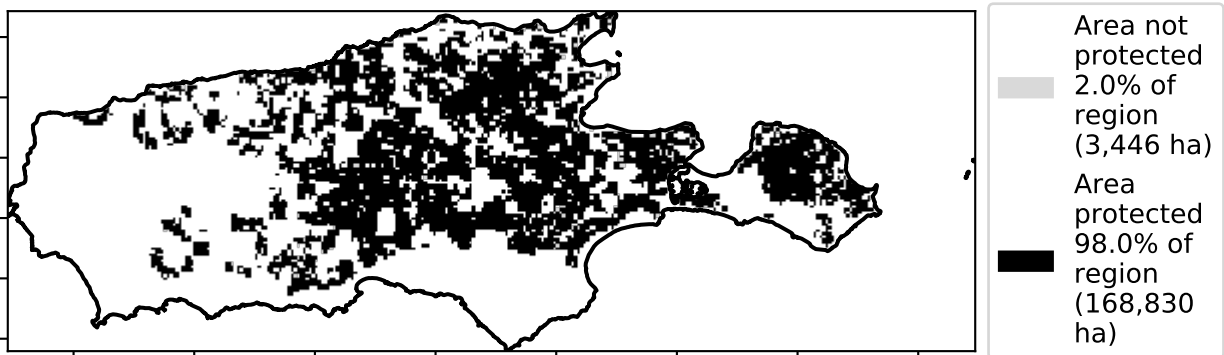 Area not
protected
2.0% of
region
(3,446 ha)
Area
protected
98.0% of
region
(168,830
ha)